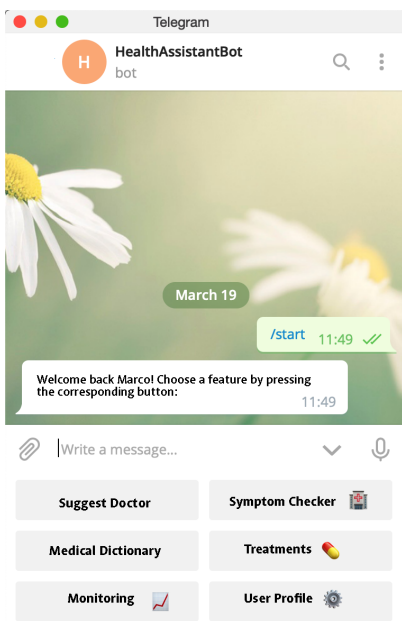 Telegram
H
HealthAssistantBot
bot
March 19
/start 11:49
Welcome back Marco! Choose a feature by pressing
the corresponding button:
11:49
Write a message...
Suggest Doctor
Symptom Checker
Medical Dictionary
Treatments
Monitoring
User Profile